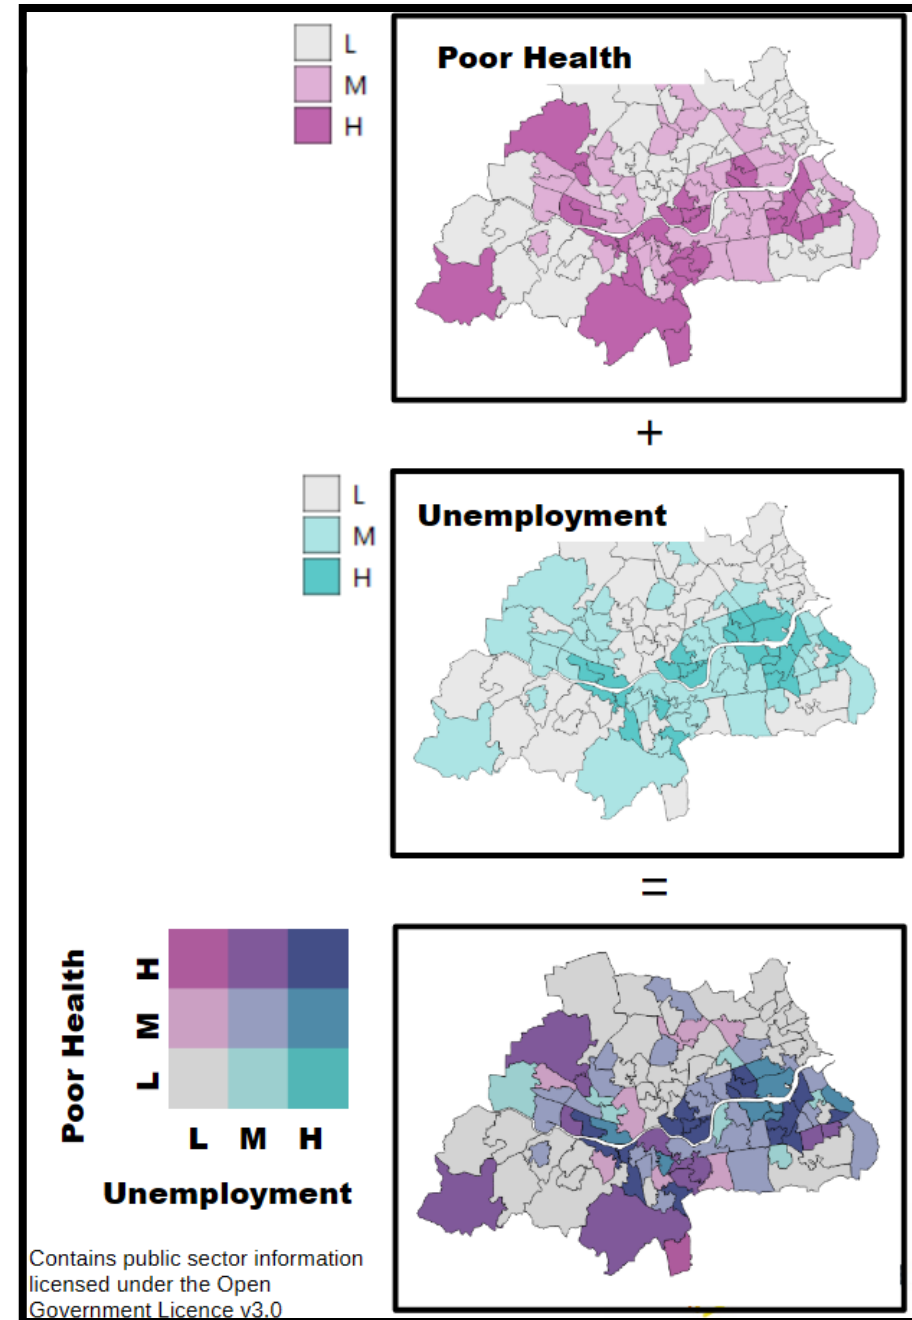 L
Poor Health
M
H
+
L
Unemployment
M
H
=
Poor Health
H
M
L
L M H
Unemployment
Contains public sector information
licensed under the Open
Government Licence v3.0